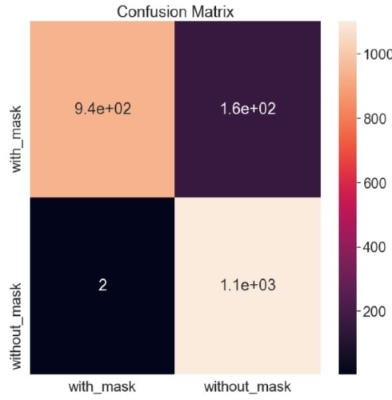 Confusion Matrix
with_mask
9.4e+02
1.6e+02
without_mask
2
1.1e+03
with_mask
without_mask
1000
800
600
400
200